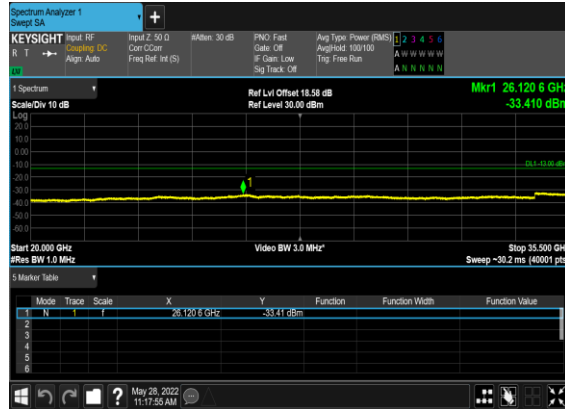 Spectrum Analyzer 1
Swept SA
+
KEYSIGHT Input: RF Input Z: 50 Ω #Atten: 30 dB PNO: Fast Avg Type: Power (RMS) 1 2 3 4 5 6
R T Coupling: DC Corr CCorr Gate: Off Avg|Hold: 100/100 A W W W W W
Align: Auto Freq Ref: Int (S) IF Gain: Low Trig: Free Run
Sig Track: Off A N N N N N
1 Spectrum
Ref Lvl Offset 18.58 dB Mkr1 26.120 6 GHz
Scale/Div 10 dB Ref Level 30.00 dBm -33.410 dBm
Log
20.0
10.0
0.00
-10.0
DL1 -13.00 dBm
-20.0
1
-30.0
-40.0
-50.0
-60.0
Start 20.000 GHz Video BW 3.0 MHz* Stop 35.500 GH
#Res BW 1.0 MHz Sweep ~30.2 ms (40001 pts
5 Marker Table
Mode Trace Scale X Y Function Function Width Function Value
1 N 1 f 26.120 6 GHz -33.41 dBm
2
3
4
5
6
? May 28, 2022
11:17:55 AM